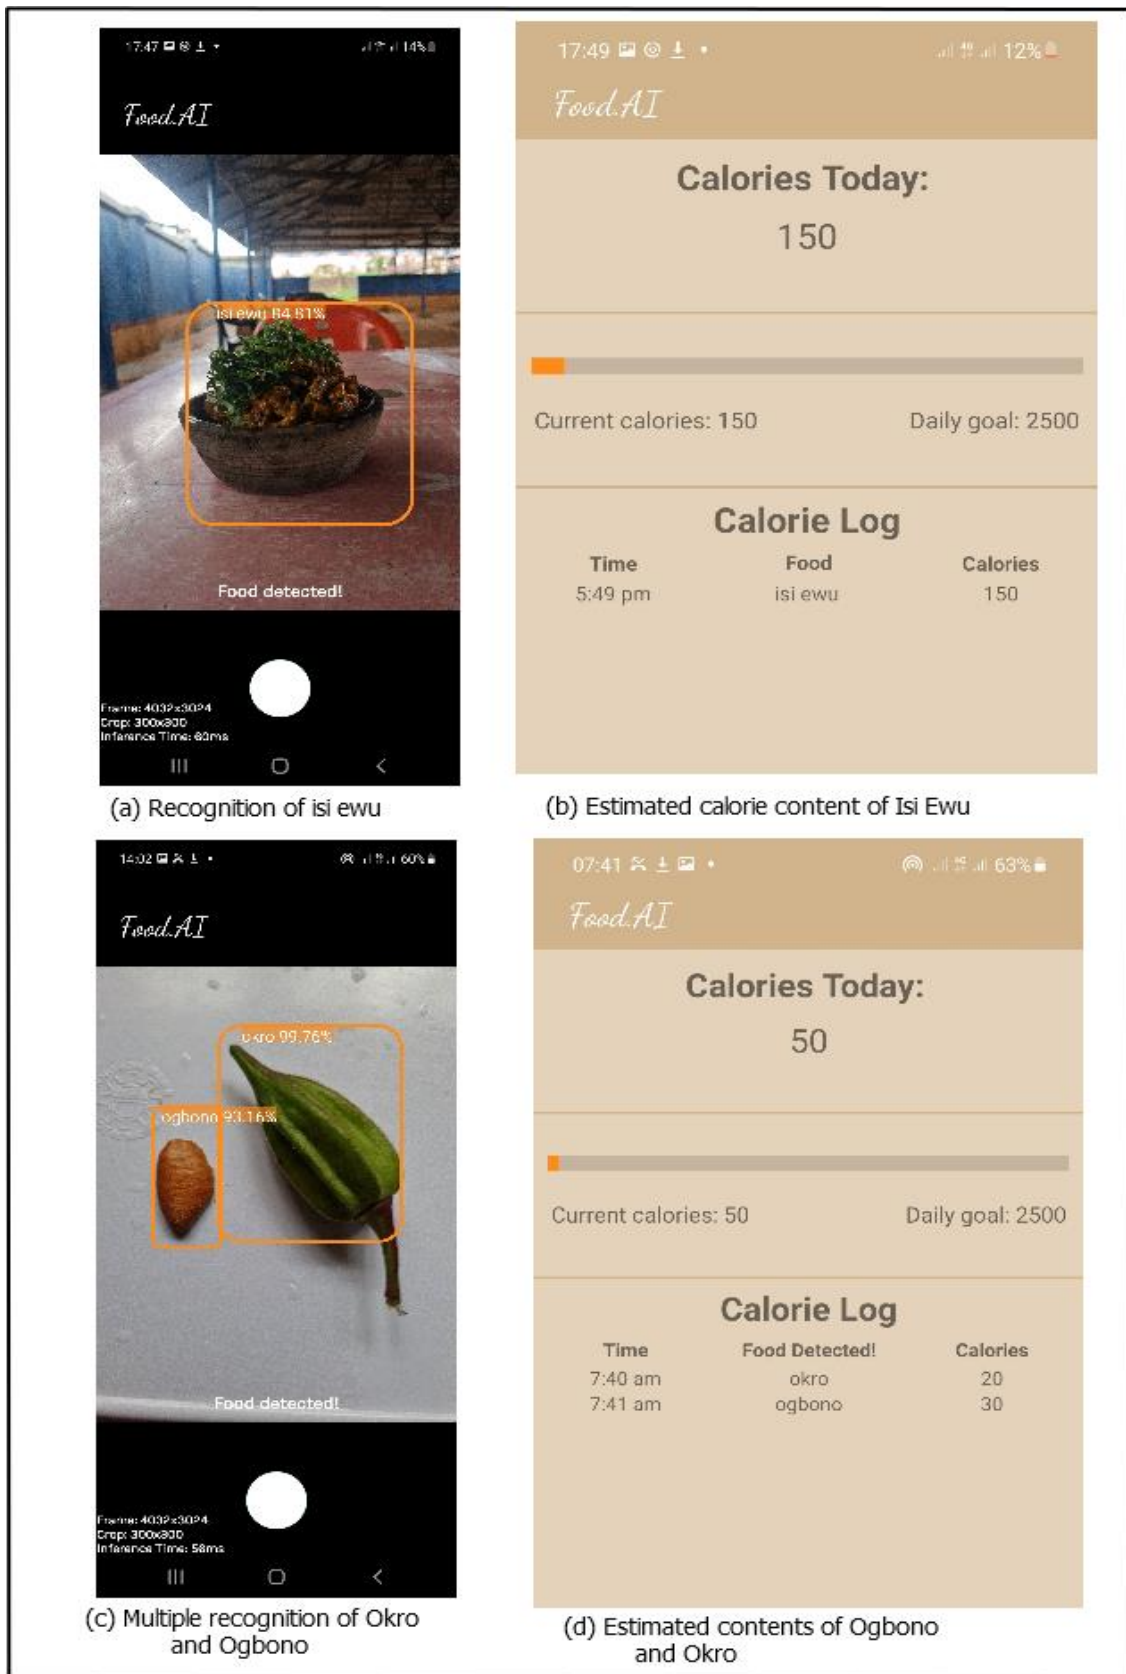 17:47
14%
Food.AI
isi ewu 84.81%
Food detected!
Frame: 4032x3024
Crop: 300x300
Inference Time: 60ms
(a) Recognition of isi ewu
17:49
12%
Food.AI
Calories Today:
150
Current calories: 150 Daily goal: 2500
Calorie Log
Time Food Calories
5:49 pm isi ewu 150
(b) Estimated calorie content of Isi Ewu
14:02
60%
Food.AI
okro 99.76%
ogbono 93.16%
Food detected!
Frame: 4032x3024
Crop: 300x300
Inference Time: 58ms
(c) Multiple recognition of Okro
and Ogbono
07:41
63%
Food.AI
Calories Today:
50
Current calories: 50 Daily goal: 2500
Calorie Log
Time Food Detected! Calories
7:40 am okro 20
7:41 am ogbono 30
(d) Estimated contents of Ogbono
and Okro